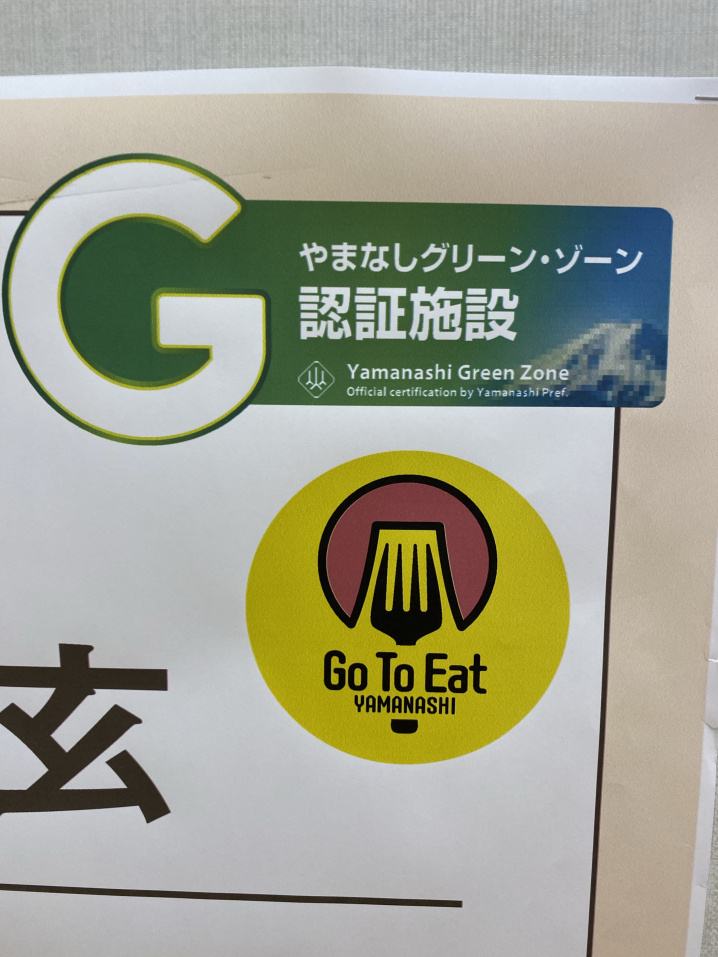 G
やまなしグリーン・ゾーン
認証施設
Yamanashi Green Zone
Official certification by Yamanashi Pref.
Go To Eat
YAMANASHI
玄